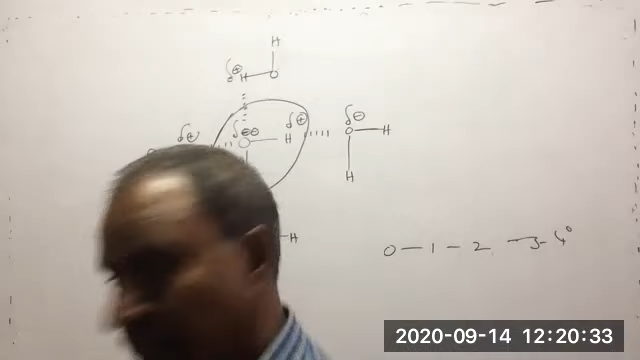 H
δ⊕ H—O
δ⊕ δ⊖⊖ O—H δ⊕ δ⊖ O—H
H
—H
0 — 1 — 2 — 3 - 4°
2020-09-14 12:20:33